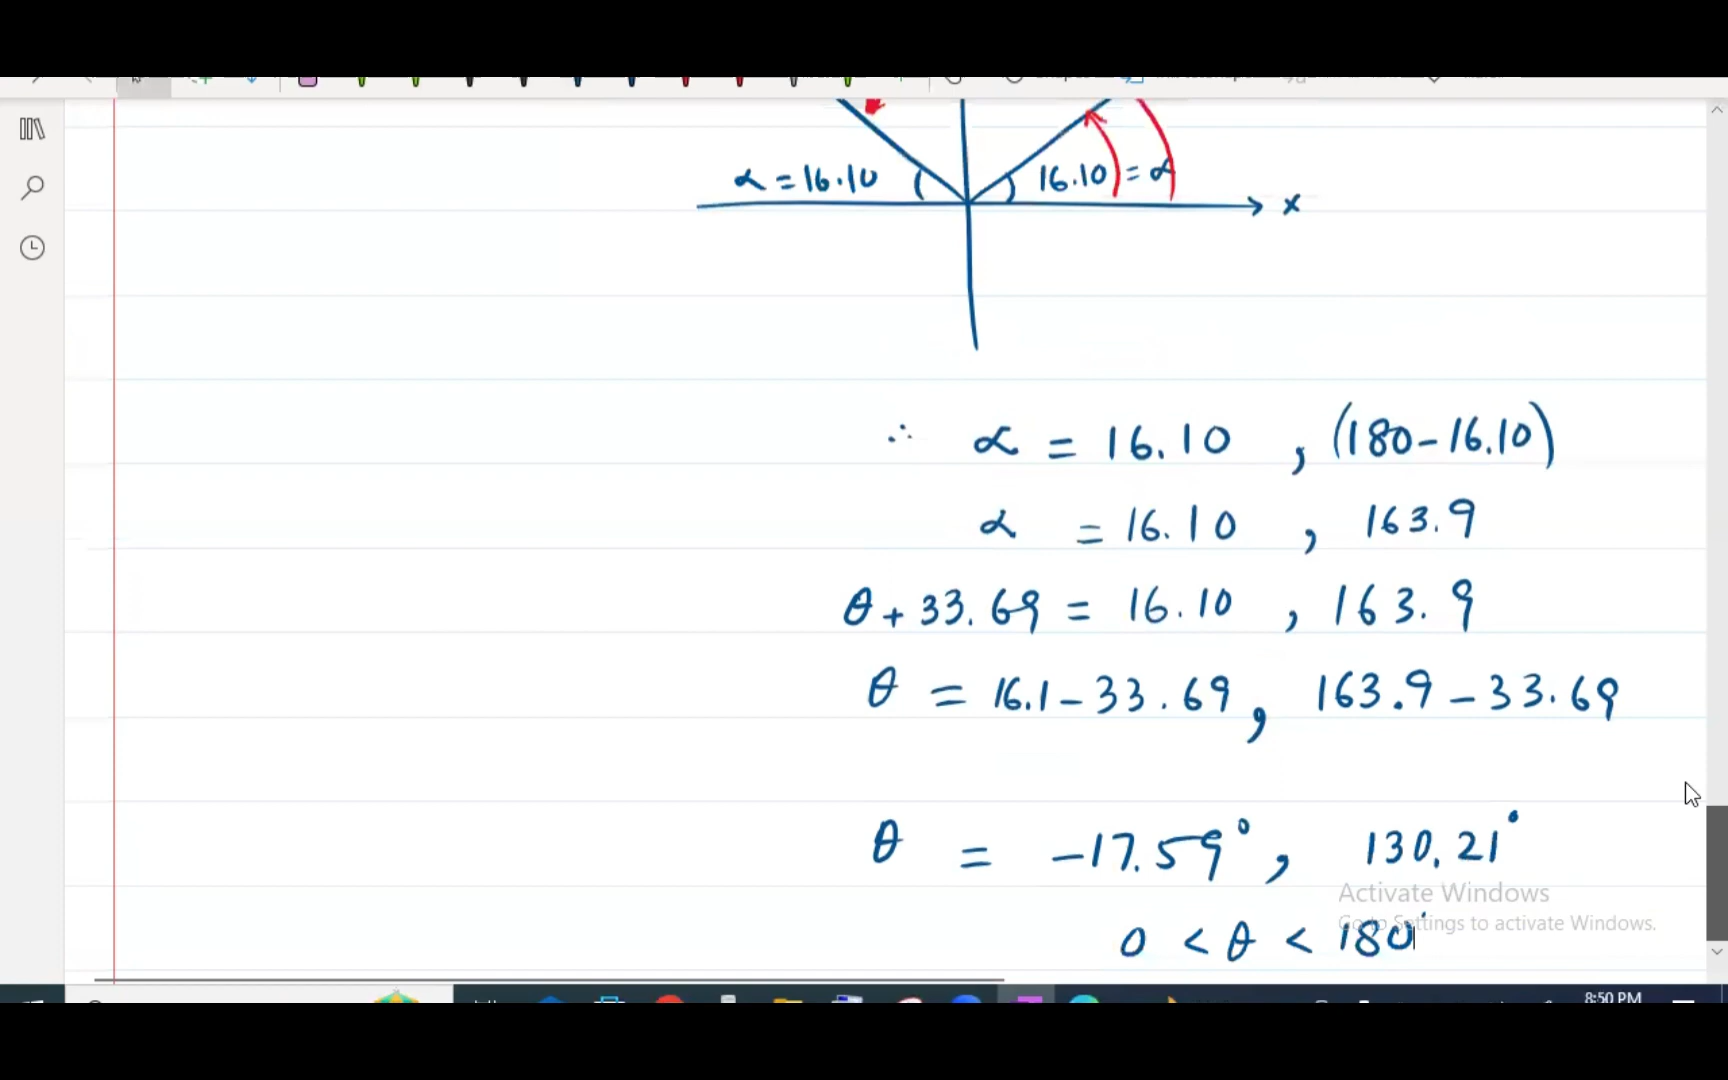 α = 16.10 16.10 = α
x
∴ α = 16.10 , (180-16.10)
α = 16.10 , 163.9
θ + 33.69 = 16.10 , 163.9
θ = 16.1 - 33.69 , 163.9 - 33.69
θ = -17.59° , 130.21°
Activate Windows
Go to Settings to activate Windows.
0 < θ < 180°
8:50 PM